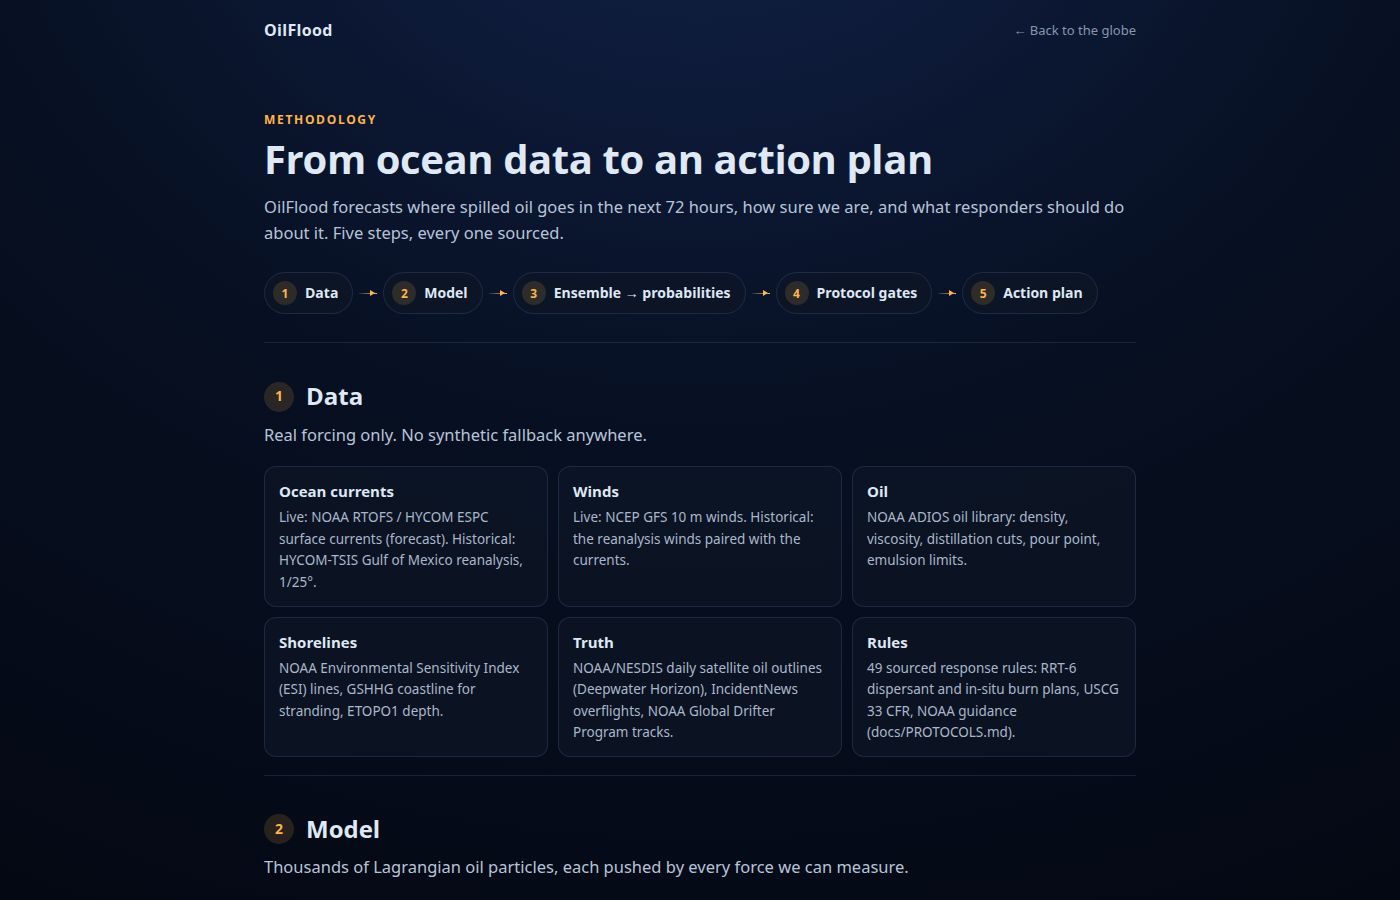 OilFlood
← Back to the globe
METHODOLOGY
From ocean data to an action plan
OilFlood forecasts where spilled oil goes in the next 72 hours, how sure we are, and what responders should do
about it. Five steps, every one sourced.
1 Data
2 Model
3 Ensemble → probabilities
4 Protocol gates
5 Action plan
1 Data
Real forcing only. No synthetic fallback anywhere.
Ocean currents
Live: NOAA RTOFS / HYCOM ESPC
surface currents (forecast). Historical:
HYCOM-TSIS Gulf of Mexico reanalysis,
1/25°.
Winds
Live: NCEP GFS 10 m winds. Historical:
the reanalysis winds paired with the
currents.
Oil
NOAA ADIOS oil library: density,
viscosity, distillation cuts, pour point,
emulsion limits.
Shorelines
NOAA Environmental Sensitivity Index
(ESI) lines, GSHHG coastline for
stranding, ETOPO1 depth.
Truth
NOAA/NESDIS daily satellite oil outlines
(Deepwater Horizon), IncidentNews
overflights, NOAA Global Drifter
Program tracks.
Rules
49 sourced response rules: RRT-6
dispersant and in-situ burn plans, USCG
33 CFR, NOAA guidance
(docs/PROTOCOLS.md).
2 Model
Thousands of Lagrangian oil particles, each pushed by every force we can measure.